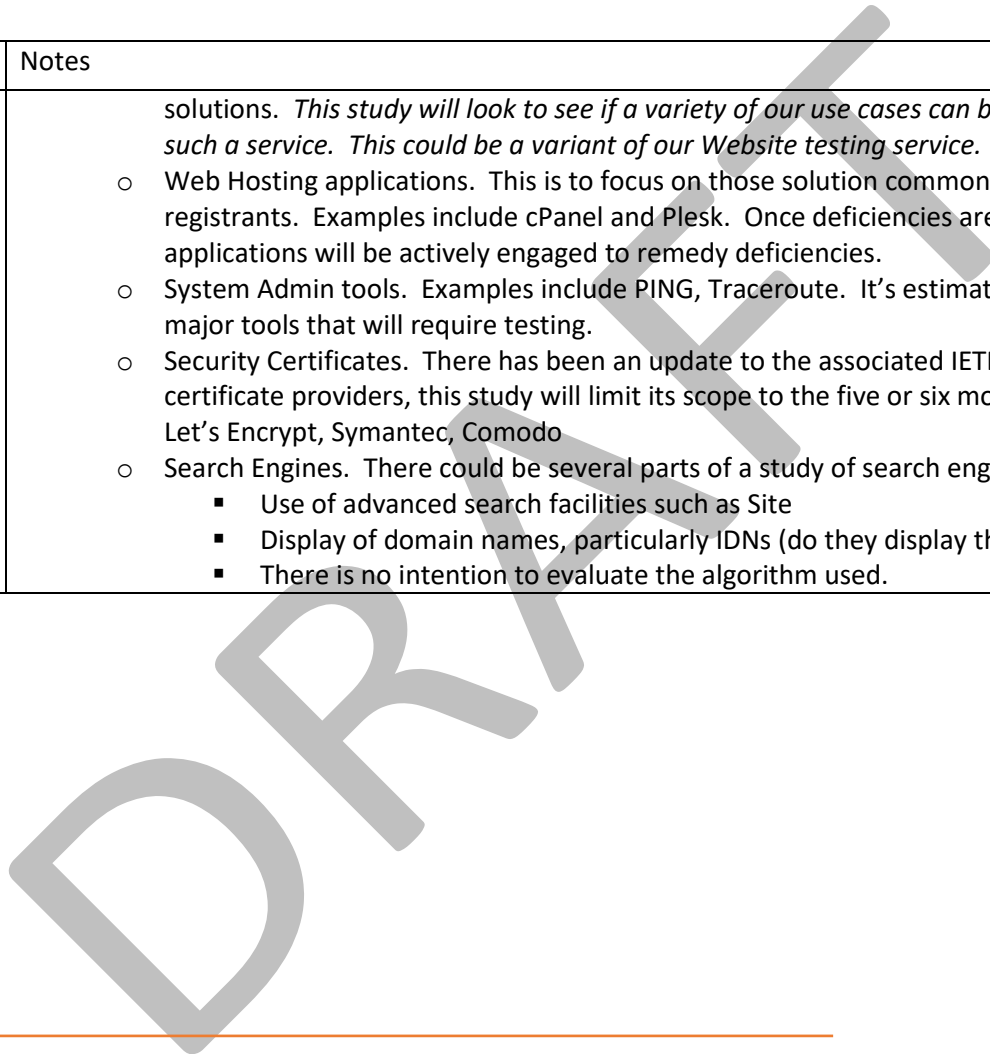 Notes
solutions. This study will look to see if a variety of our use cases can b
such a service. This could be a variant of our Website testing service.
o Web Hosting applications. This is to focus on those solution common
registrants. Examples include cPanel and Plesk. Once deficiencies are
applications will be actively engaged to remedy deficiencies.
o System Admin tools. Examples include PING, Traceroute. It’s estimat
major tools that will require testing.
o Security Certificates. There has been an update to the associated IET
certificate providers, this study will limit its scope to the five or six mo
Let’s Encrypt, Symantec, Comodo
o Search Engines. There could be several parts of a study of search eng
▪ Use of advanced search facilities such as Site
▪ Display of domain names, particularly IDNs (do they display th
▪ There is no intention to evaluate the algorithm used.
DRAFT